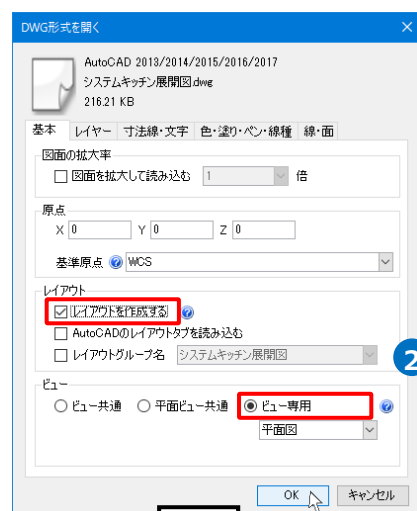 DWG形式を開く
AutoCAD 2013/2014/2015/2016/2017
システムキッチン展開図.dwg
216.21 KB
基本 レイヤー 寸法線・文字 色・塗り・ペン・線種 線・面
図面の拡大率
図面を拡大して読み込む 1 倍
原点
X 0 Y 0 Z 0
基準原点 ? WCS
レイアウト
レイアウトを作成する ?
AutoCADのレイアウトタブを読み込む
レイアウトグループ名 システムキッチン展開図
2
ビュー
ビュー共通 平面ビュー共通 ビュー専用 ?
平面図
OK キャンセル